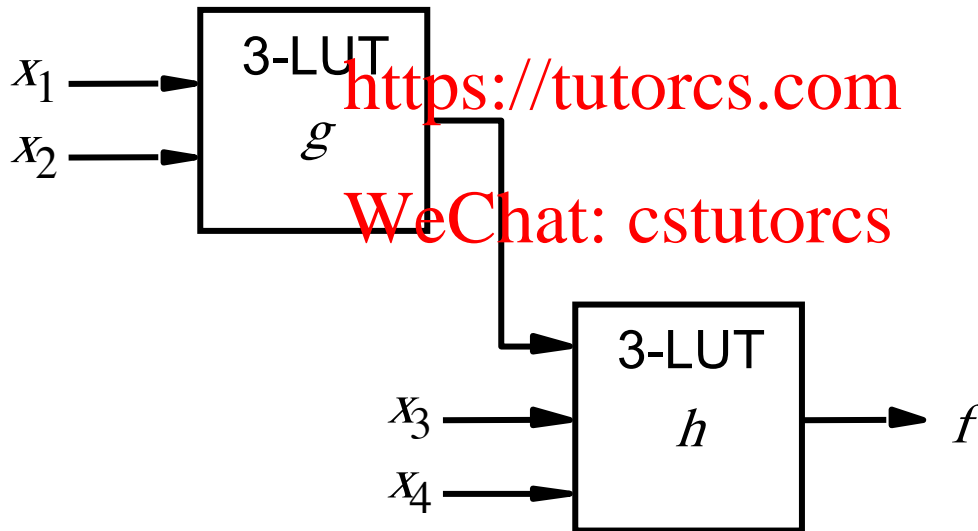 3-LUT
x1
https://tutorcs.com
g
x2
WeChat: cstutorcs
3-LUT
x3
h
f
x4